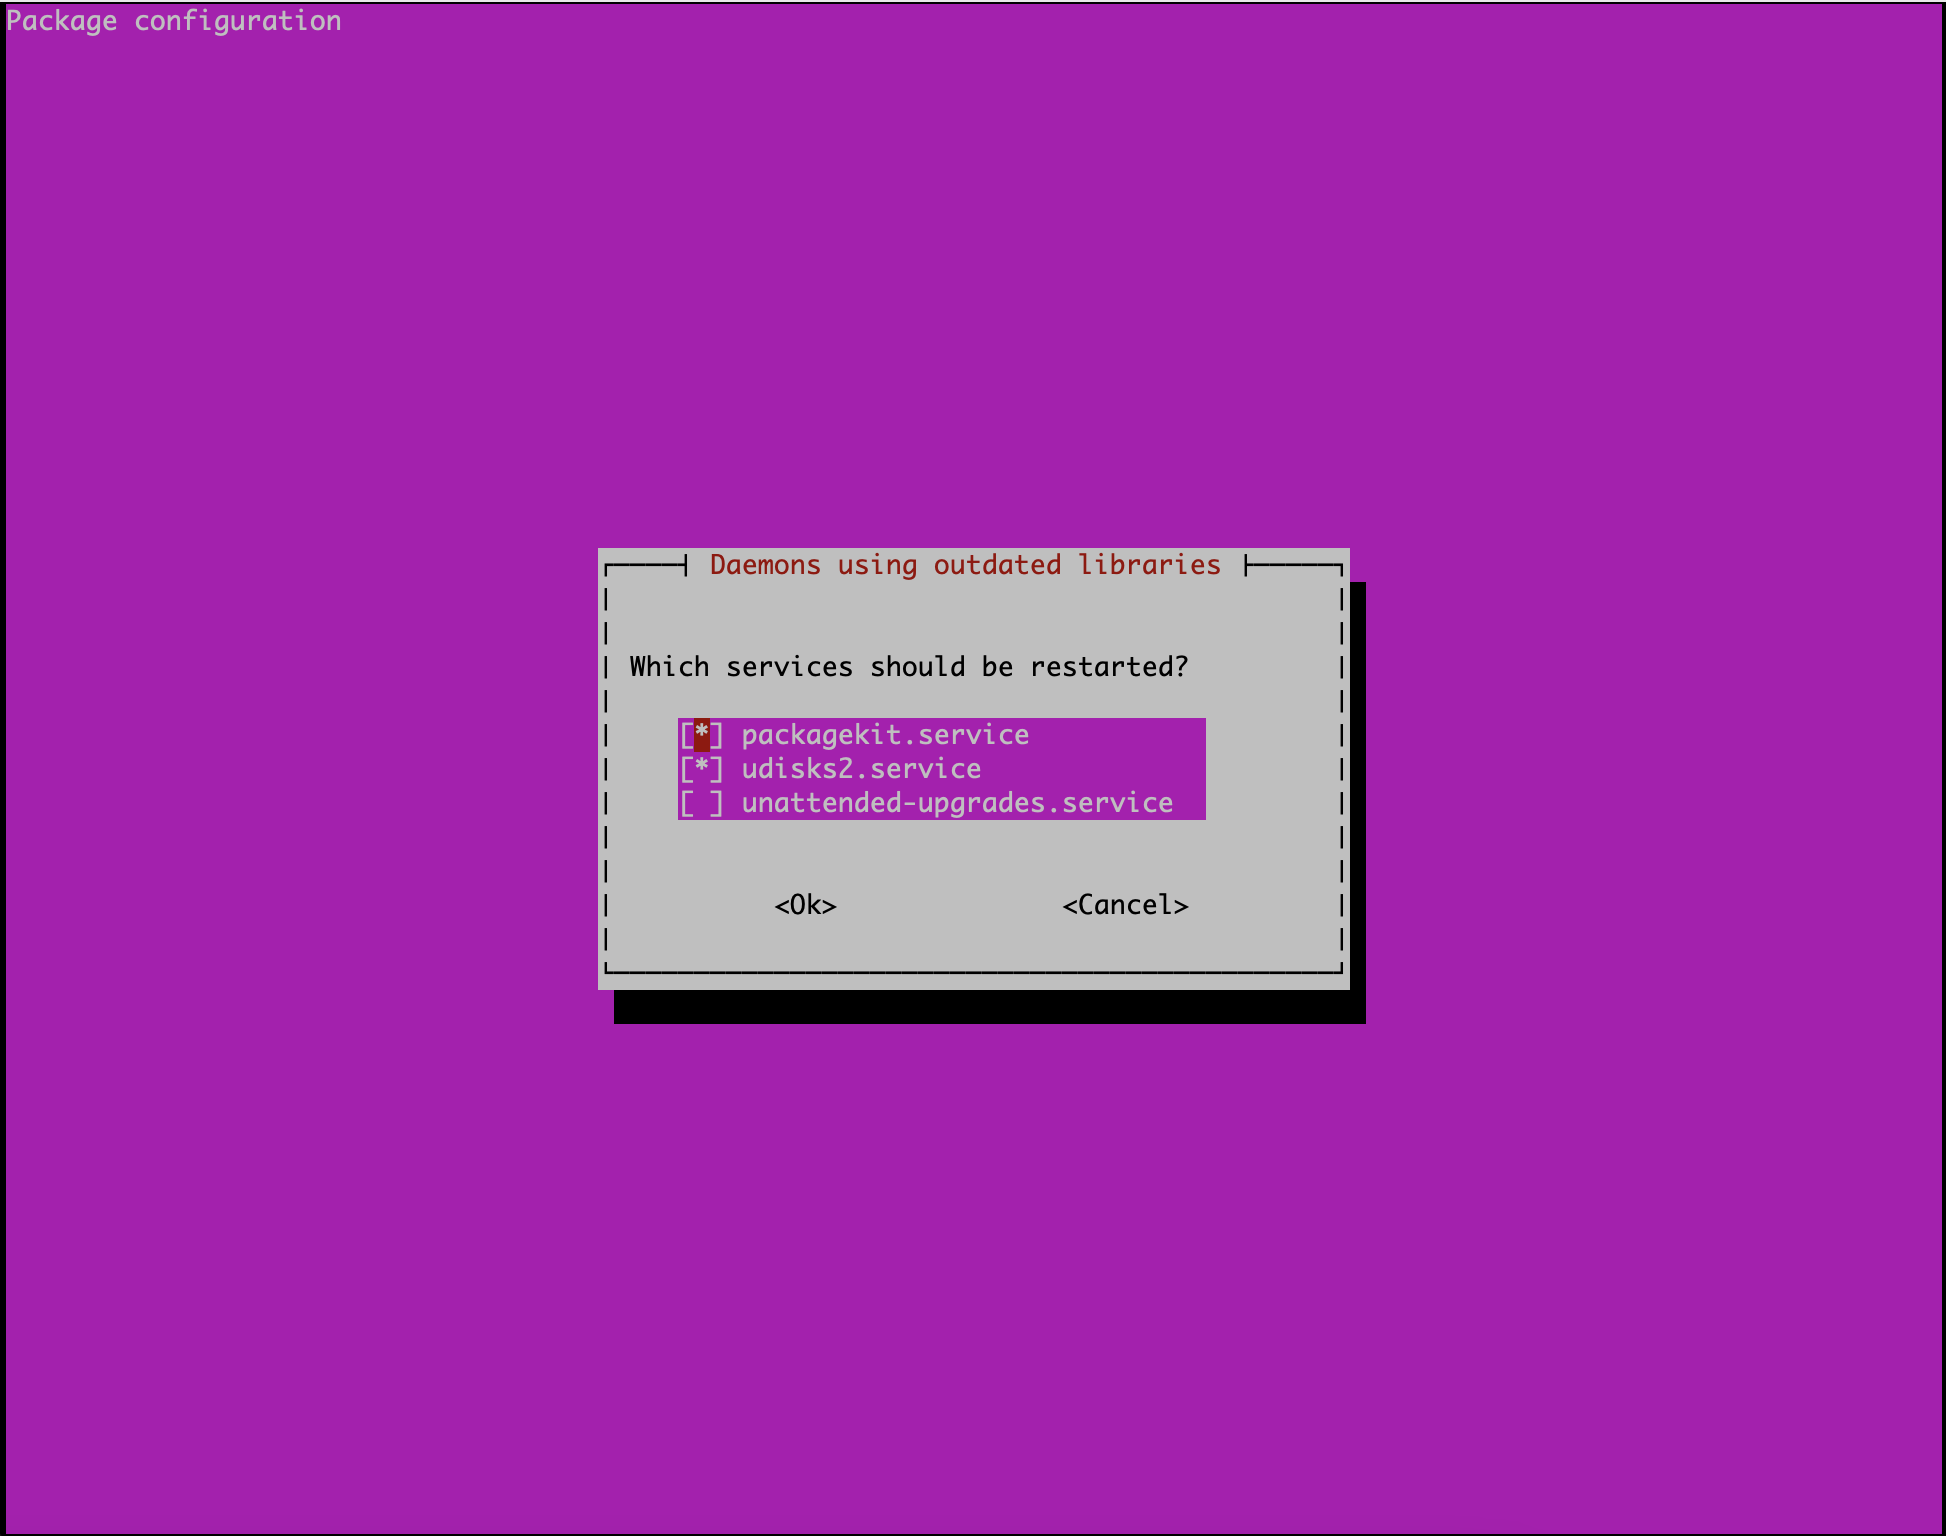 Package configuration
Daemons using outdated libraries
Which services should be restarted?
[*] packagekit.service
[*] udisks2.service
[ ] unattended-upgrades.service
<Ok> <Cancel>